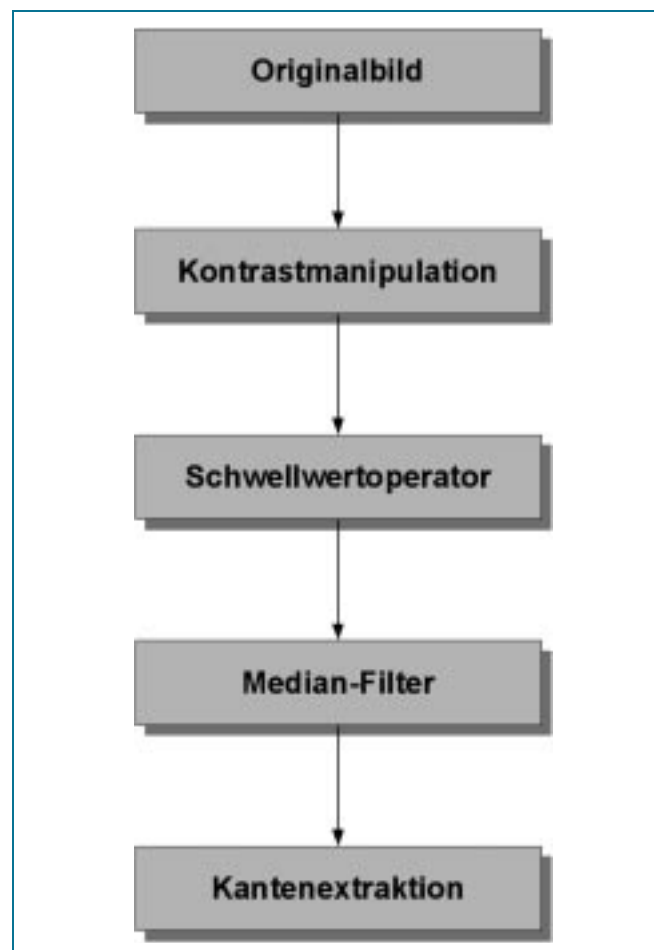 Originalbild
Kontrastmanipulation
Schwellwertoperator
Median-Filter
Kantenextraktion